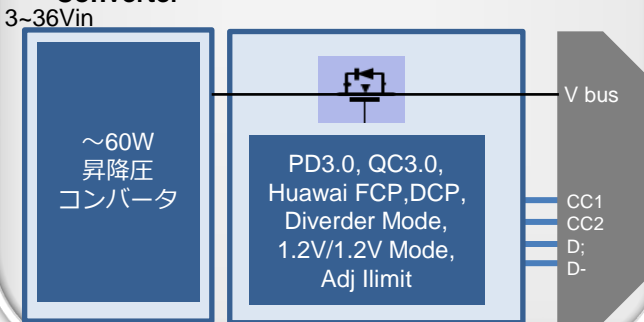 3~36Vin
～60W
昇降圧
コンバータ
PD3.0, QC3.0,
Huawai FCP,DCP,
Diverder Mode,
1.2V/1.2V Mode,
Adj Ilimit
V bus
CC1
CC2
D;
D-